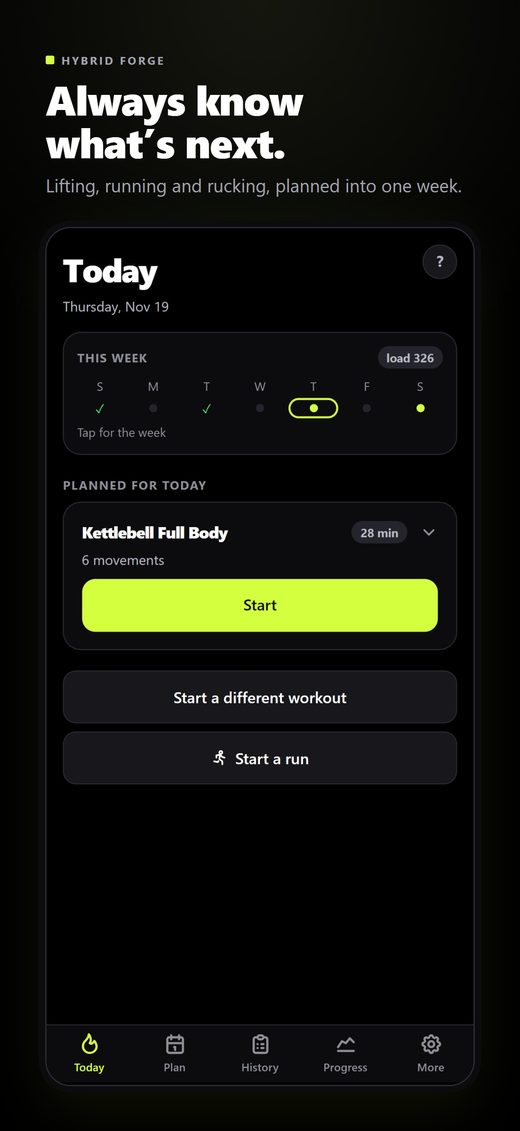 HYBRID FORGE
Always know
what's next.
Lifting, running and rucking, planned into one week.
Today
?
Thursday, Nov 19
THIS WEEK
load 326
S M T W T F S
✓ ✓
Tap for the week
PLANNED FOR TODAY
Kettlebell Full Body
28 min
6 movements
Start
Start a different workout
Start a run
Today Plan History Progress More